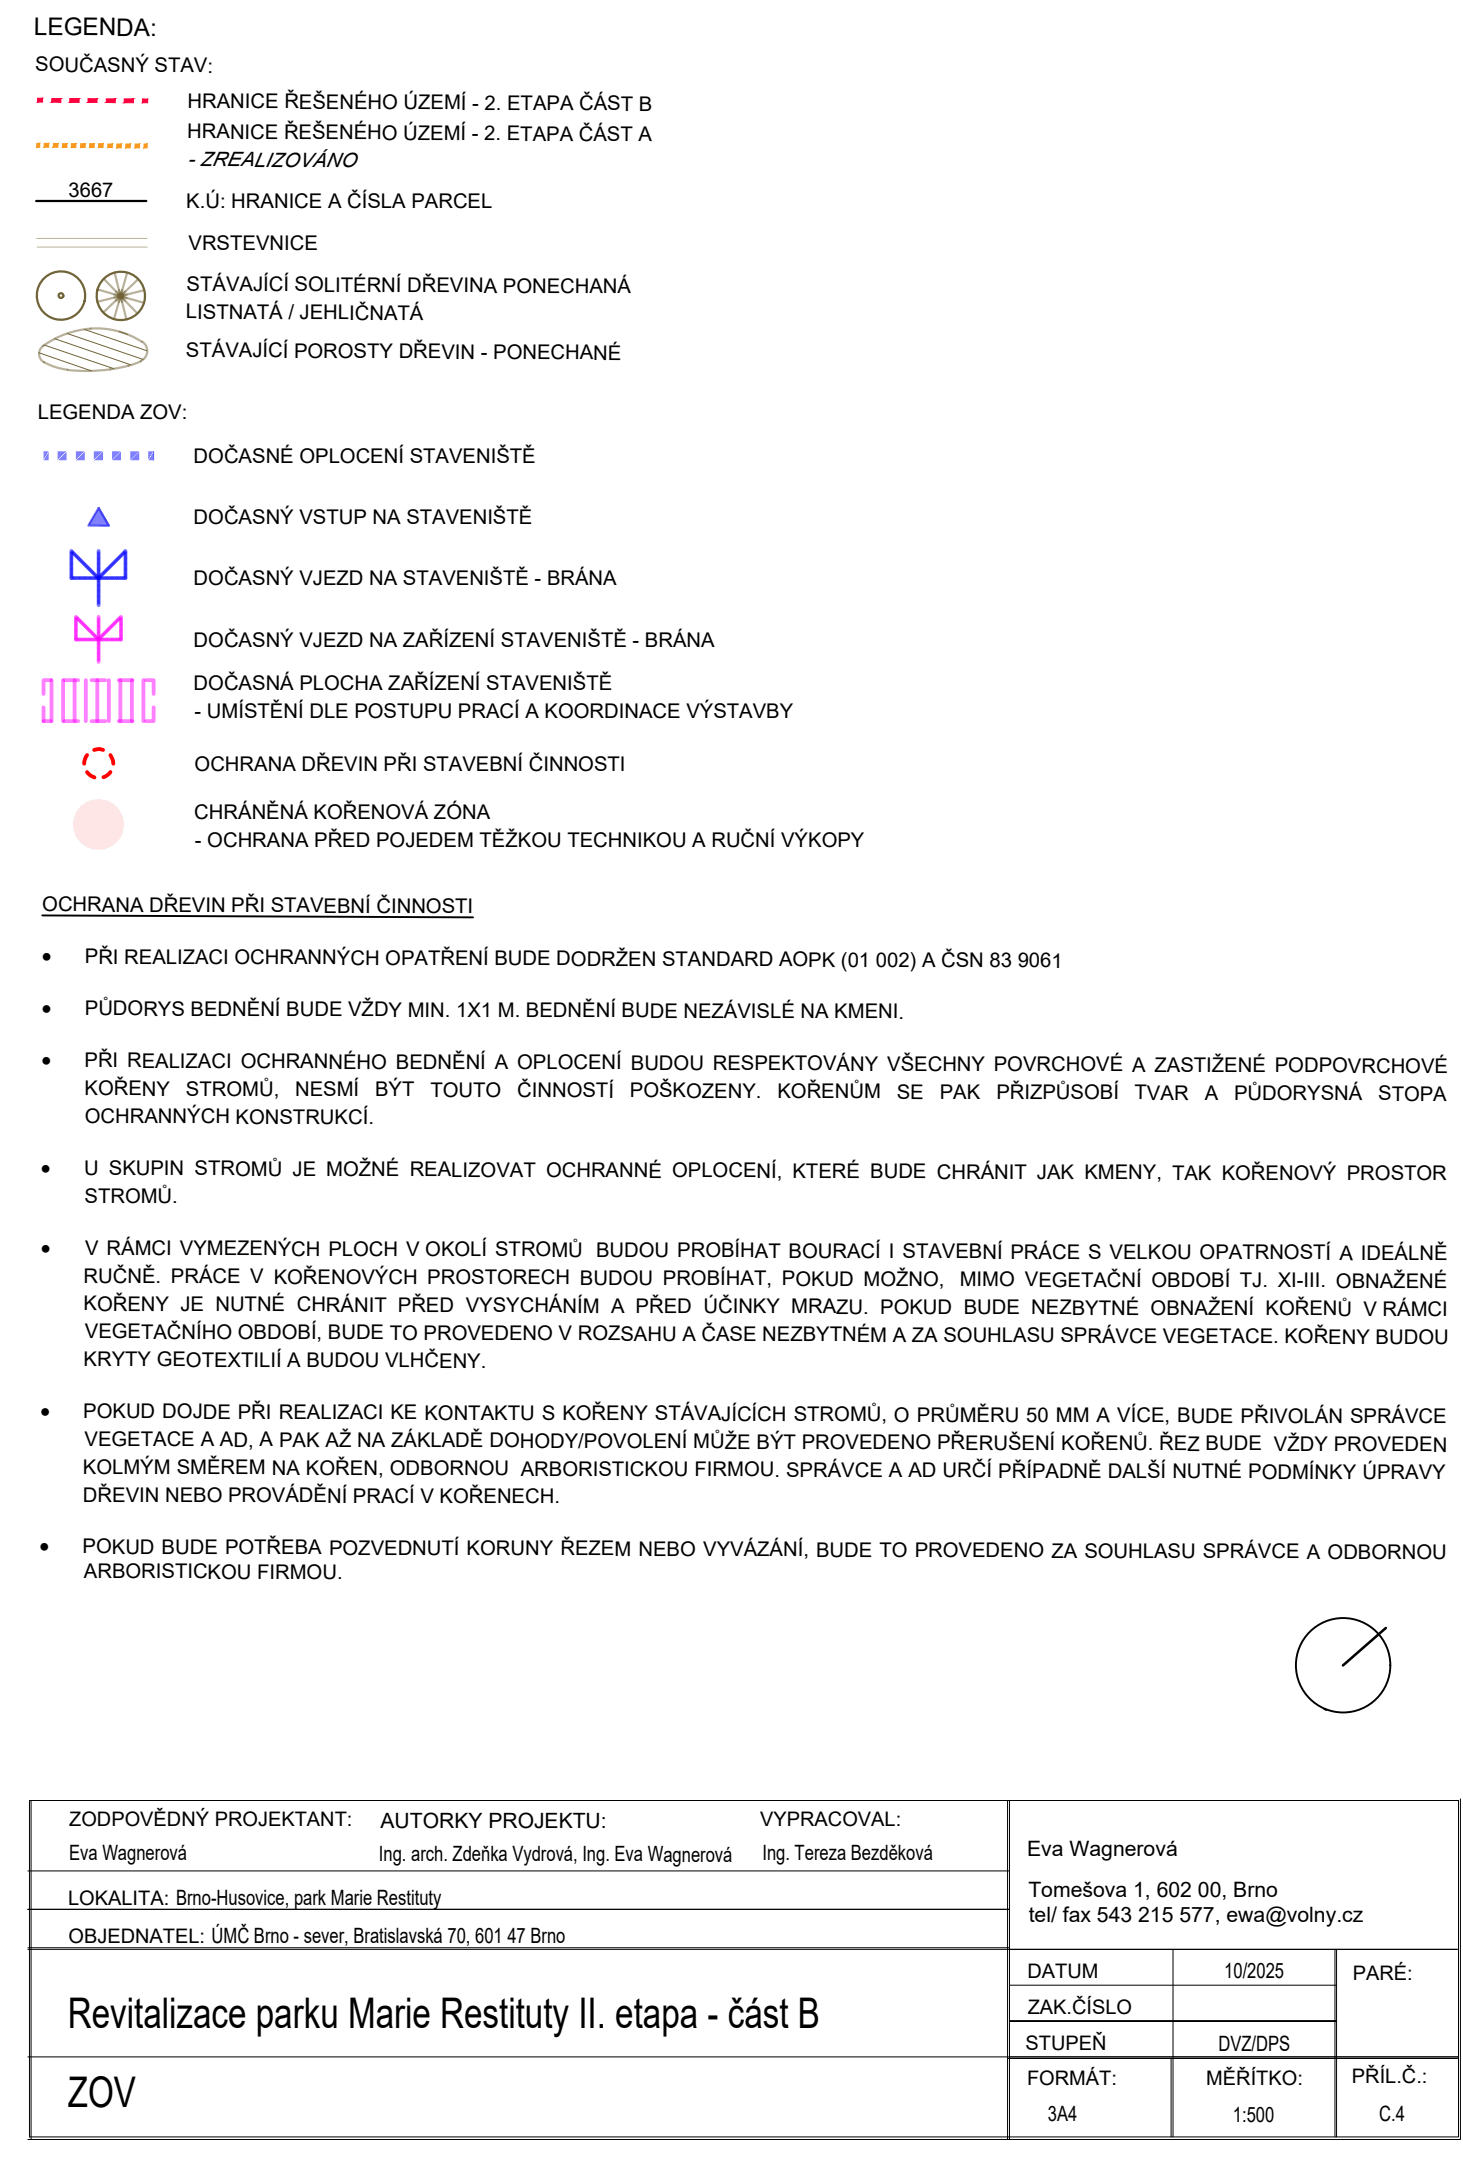 LEGENDA:
SOUČASNÝ STAV:
HRANICE ŘEŠENÉHO ÚZEMÍ - 2. ETAPA ČÁST B
HRANICE ŘEŠENÉHO ÚZEMÍ - 2. ETAPA ČÁST A
- ZREALIZOVÁNO
3667
K.Ú: HRANICE A ČÍSLA PARCEL
VRSTEVNICE
STÁVAJÍCÍ SOLITÉRNÍ DŘEVINA PONECHANÁ
LISTNATÁ / JEHLIČNATÁ
STÁVAJÍCÍ POROSTY DŘEVIN - PONECHANÉ
LEGENDA ZOV:
DOČASNÉ OPLOCENÍ STAVENIŠTĚ
DOČASNÝ VSTUP NA STAVENIŠTĚ
DOČASNÝ VJEZD NA STAVENIŠTĚ - BRÁNA
DOČASNÝ VJEZD NA ZAŘÍZENÍ STAVENIŠTĚ - BRÁNA
DOČASNÁ PLOCHA ZAŘÍZENÍ STAVENIŠTĚ
- UMÍSTĚNÍ DLE POSTUPU PRACÍ A KOORDINACE VÝSTAVBY
OCHRANA DŘEVIN PŘI STAVEBNÍ ČINNOSTI
CHRÁNĚNÁ KOŘENOVÁ ZÓNA
- OCHRANA PŘED POJEDEM TĚŽKOU TECHNIKOU A RUČNÍ VÝKOPY
OCHRANA DŘEVIN PŘI STAVEBNÍ ČINNOSTI
• PŘI REALIZACI OCHRANNÝCH OPATŘENÍ BUDE DODRŽEN STANDARD AOPK (01 002) A ČSN 83 9061
• PŮDORYS BEDNĚNÍ BUDE VŽDY MIN. 1X1 M. BEDNĚNÍ BUDE NEZÁVISLÉ NA KMENI.
• PŘI REALIZACI OCHRANNÉHO BEDNĚNÍ A OPLOCENÍ BUDOU RESPEKTOVÁNY VŠECHNY POVRCHOVÉ A ZASTIŽENÉ PODPOVRCHOVÉ
KOŘENY STROMŮ, NESMÍ BÝT TOUTO ČINNOSTÍ POŠKOZENY. KOŘENŮM SE PAK PŘIZPŮSOBÍ TVAR A PŮDORYSNÁ STOPA
OCHRANNÝCH KONSTRUKCÍ.
• U SKUPIN STROMŮ JE MOŽNÉ REALIZOVAT OCHRANNÉ OPLOCENÍ, KTERÉ BUDE CHRÁNIT JAK KMENY, TAK KOŘENOVÝ PROSTOR
STROMŮ.
• V RÁMCI VYMEZENÝCH PLOCH V OKOLÍ STROMŮ BUDOU PROBÍHAT BOURACÍ I STAVEBNÍ PRÁCE S VELKOU OPATRNOSTÍ A IDEÁLNĚ
RUČNĚ. PRÁCE V KOŘENOVÝCH PROSTORECH BUDOU PROBÍHAT, POKUD MOŽNO, MIMO VEGETAČNÍ OBDOBÍ TJ. XI-III. OBNAŽENÉ
KOŘENY JE NUTNÉ CHRÁNIT PŘED VYSYCHÁNÍM A PŘED ÚČINKY MRAZU. POKUD BUDE NEZBYTNÉ OBNAŽENÍ KOŘENŮ V RÁMCI
VEGETAČNÍHO OBDOBÍ, BUDE TO PROVEDENO V ROZSAHU A ČASE NEZBYTNÉM A ZA SOUHLASU SPRÁVCE VEGETACE. KOŘENY BUDOU
KRYTY GEOTEXTILIÍ A BUDOU VLHČENY.
• POKUD DOJDE PŘI REALIZACI KE KONTAKTU S KOŘENY STÁVAJÍCÍCH STROMŮ, O PRŮMĚRU 50 MM A VÍCE, BUDE PŘIVOLÁN SPRÁVCE
VEGETACE A AD, A PAK AŽ NA ZÁKLADĚ DOHODY/POVOLENÍ MŮŽE BÝT PROVEDENO PŘERUŠENÍ KOŘENŮ. ŘEZ BUDE VŽDY PROVEDEN
KOLMÝM SMĚREM NA KOŘEN, ODBORNOU ARBORISTICKOU FIRMOU. SPRÁVCE A AD URČÍ PŘÍPADNĚ DALŠÍ NUTNÉ PODMÍNKY ÚPRAVY
DŘEVIN NEBO PROVÁDĚNÍ PRACÍ V KOŘENECH.
• POKUD BUDE POTŘEBA POZVEDNUTÍ KORUNY ŘEZEM NEBO VYVÁZÁNÍ, BUDE TO PROVEDENO ZA SOUHLASU SPRÁVCE A ODBORNOU
ARBORISTICKOU FIRMOU.
ZODPOVĚDNÝ PROJEKTANT: AUTORKY PROJEKTU: VYPRACOVAL:
Eva Wagnerová Ing. arch. Zdeňka Vydrová, Ing. Eva Wagnerová Ing. Tereza Bezděková
LOKALITA: Brno-Husovice, park Marie Restituty
OBJEDNATEL: ÚMČ Brno - sever, Bratislavská 70, 601 47 Brno
Eva Wagnerová
Tomešova 1, 602 00, Brno
tel/ fax 543 215 577, ewa@volny.cz
Revitalizace parku Marie Restituty II. etapa - část B
ZOV
DATUM 10/2025 PARÉ:
ZAK.ČÍSLO
STUPEŇ DVZ/DPS
FORMÁT: MĚŘÍTKO: PŘÍL.Č.:
3A4 1:500 C.4